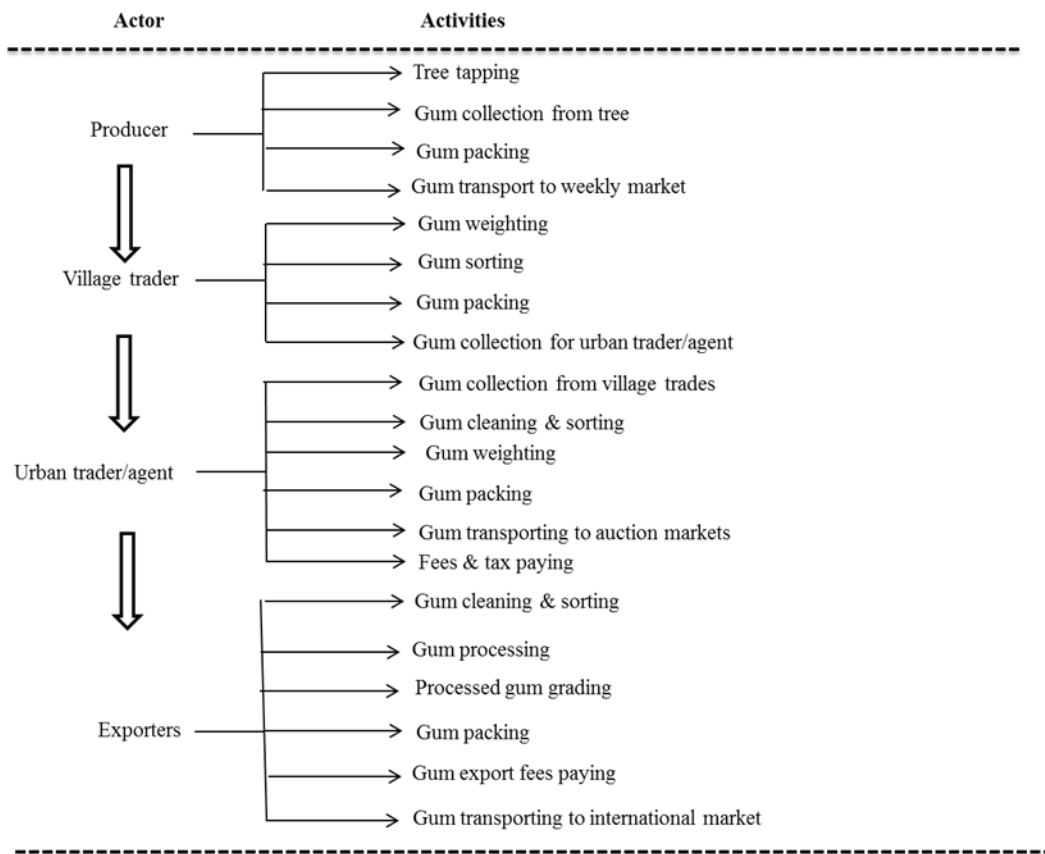 Actor Activities
Tree tapping
Gum collection from tree
Producer
Gum packing
Gum transport to weekly market
Gum weighting
Gum sorting
Village trader
Gum packing
Gum collection for urban trader/agent
Gum collection from village trades
Gum cleaning & sorting
Gum weighting
Urban trader/agent
Gum packing
Gum transporting to auction markets
Fees & tax paying
Gum cleaning & sorting
Gum processing
Processed gum grading
Exporters
Gum packing
Gum export fees paying
Gum transporting to international market